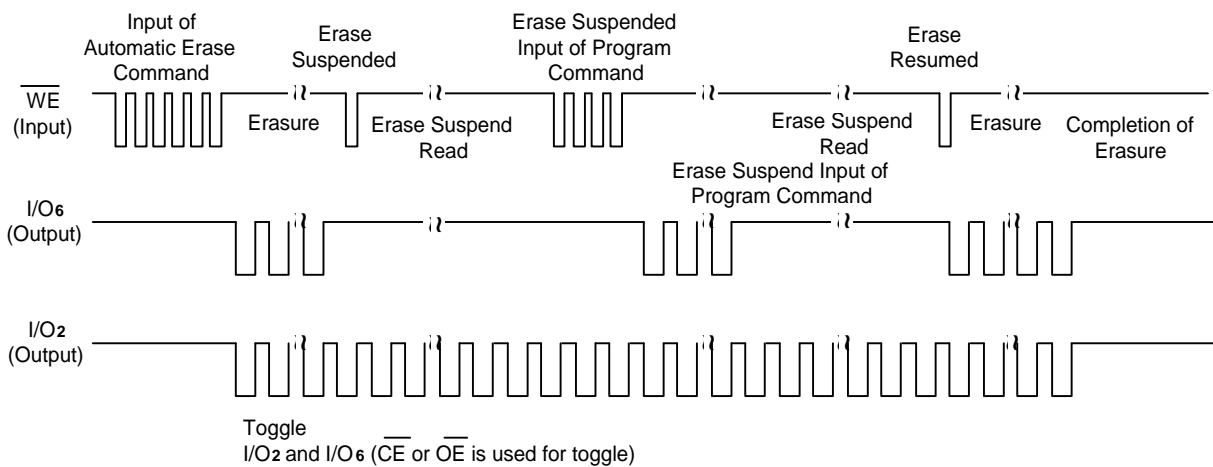 Input of
Automatic Erase
Command
Erase
Suspended
Erase Suspended
Input of Program
Command
Erase
Resumed
WE
(Input)
Erasure
Erase Suspend
Read
Erase Suspend
Read
Erasure
Completion of
Erasure
Erase Suspend Input of
Program Command
I/O6
(Output)
I/O2
(Output)
Toggle
I/O2 and I/O6 (CE or OE is used for toggle)